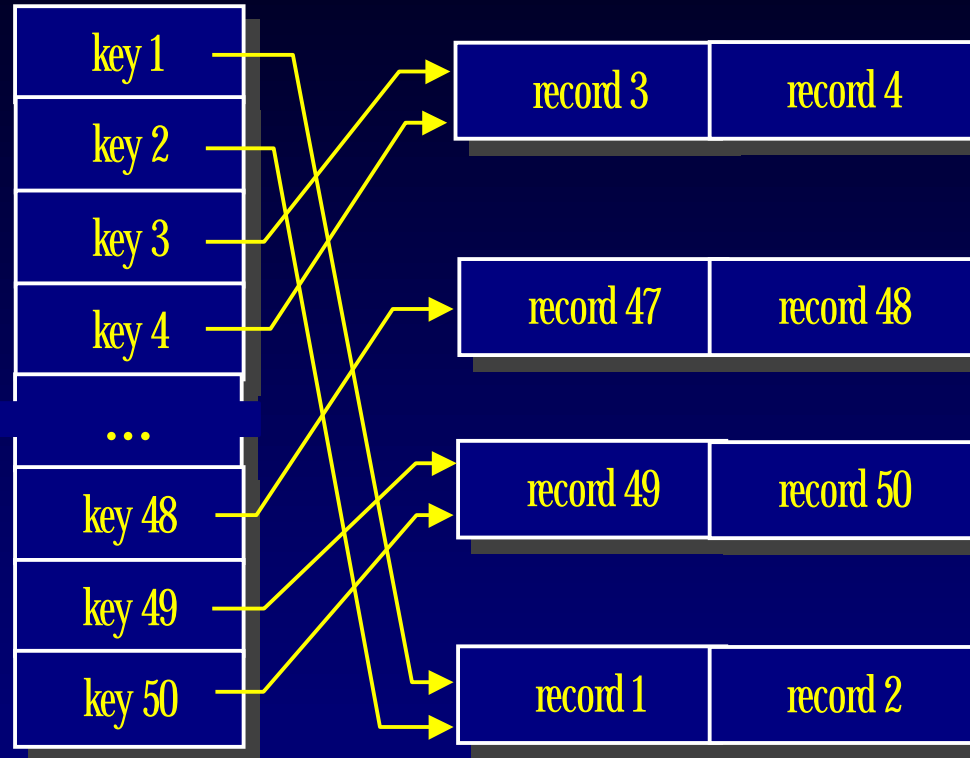 key 1
key 2
key 3
key 4
...
key 48
key 49
key 50
record 3
record 4
record 47
record 48
record 49
record 50
record 1
record 2